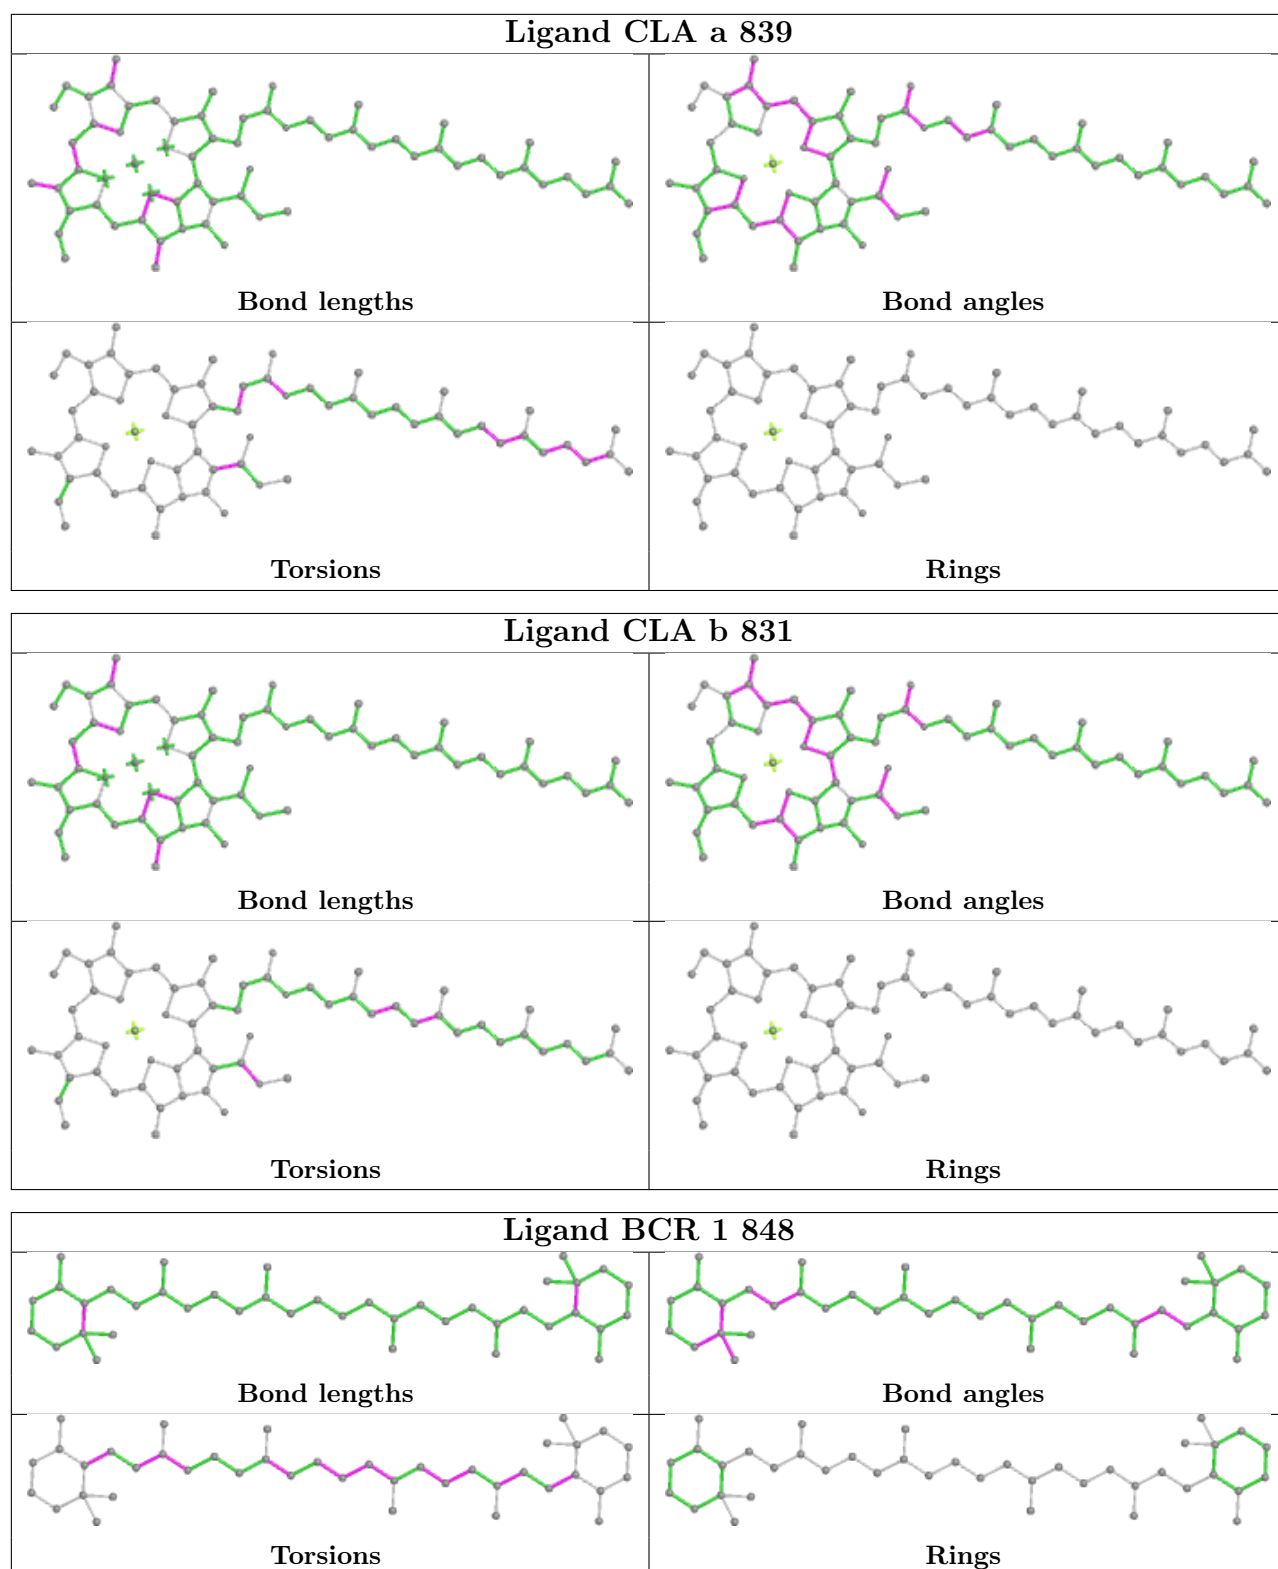 Ligand CLA a 839
Bond lengths
Bond angles
Torsions
Rings
Ligand CLA b 831
Bond lengths
Bond angles
Torsions
Rings
Ligand BCR 1 848
Bond lengths
Bond angles
Torsions
Rings